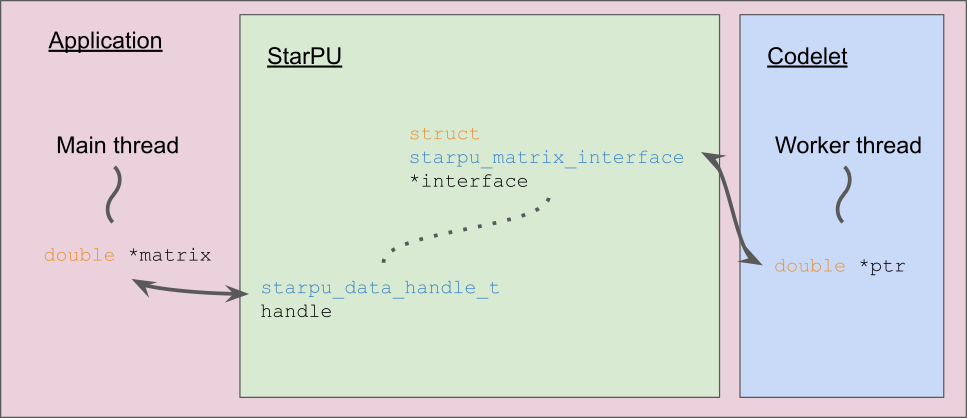 Application
Main thread
double *matrix
StarPU
struct
starpu_matrix_interface
*interface
starpu_data_handle_t
handle
Codelet
Worker thread
double *ptr